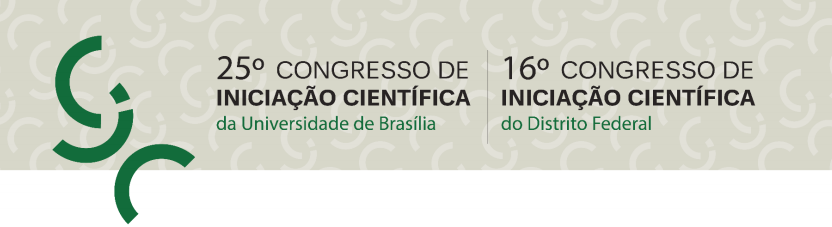 25º CONGRESSO DE
INICIAÇÃO CIENTÍFICA
da Universidade de Brasília
16º CONGRESSO DE
INICIAÇÃO CIENTÍFICA
do Distrito Federal